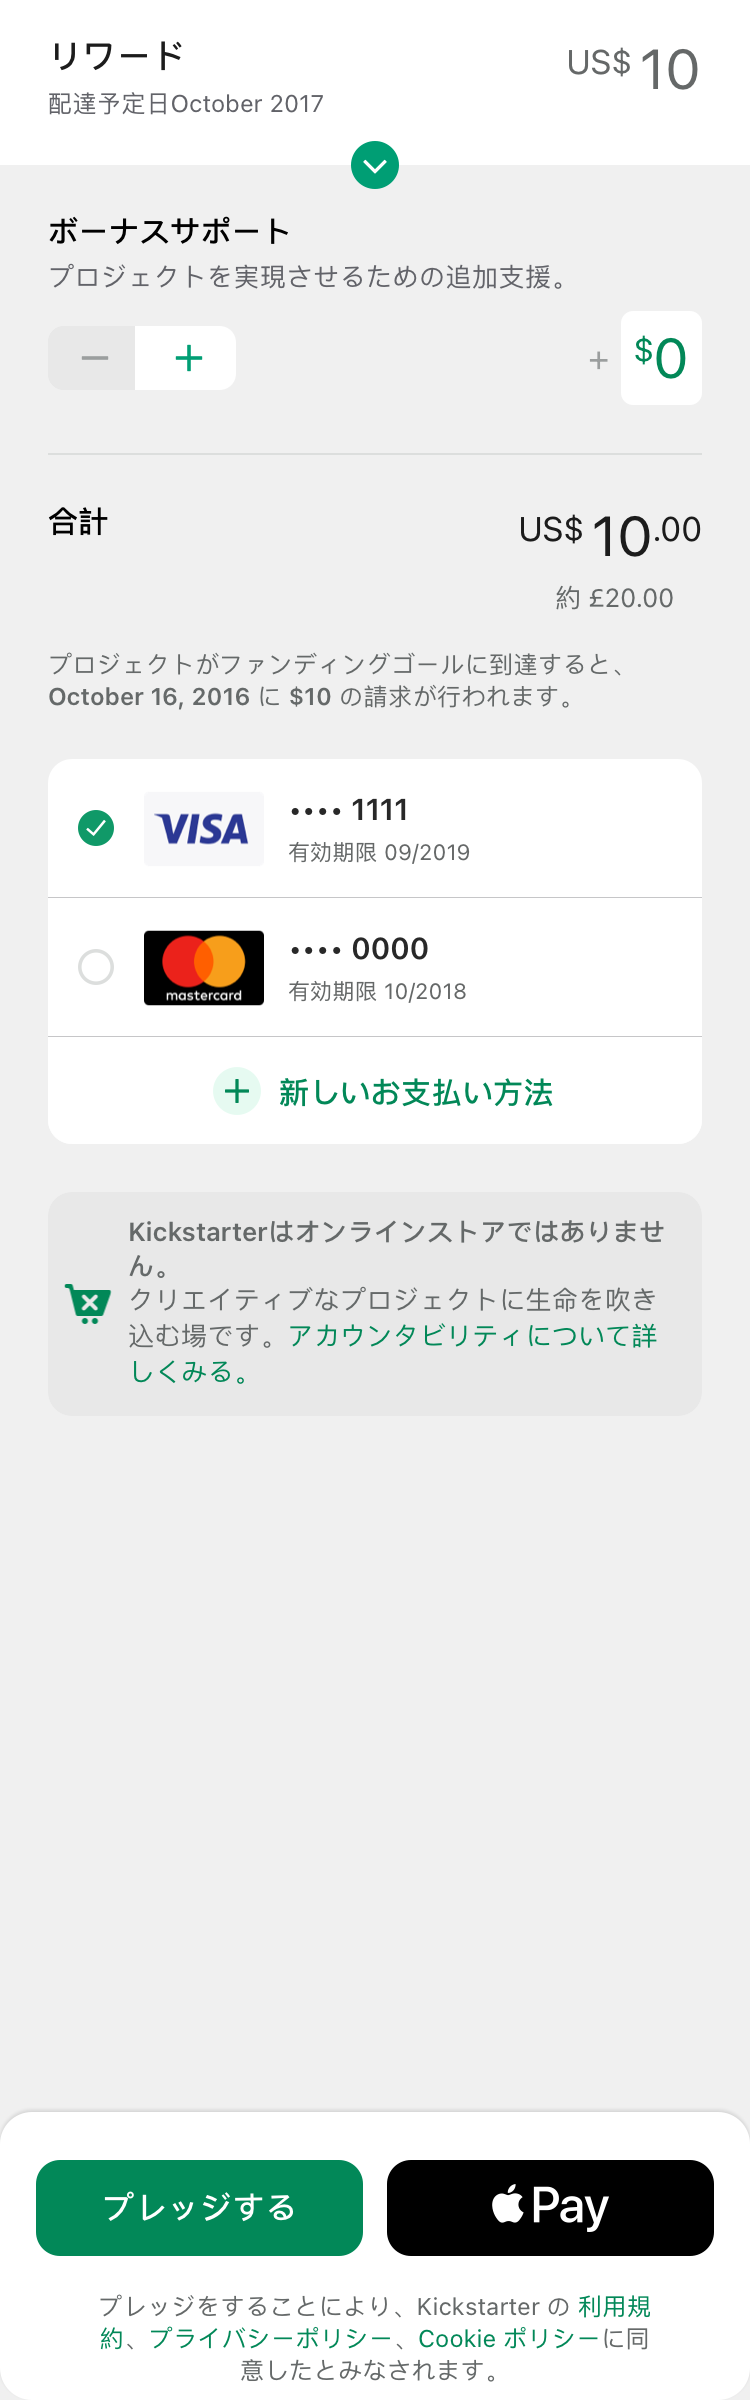 リワード
US$ 10
配達予定日October 2017
ボーナスサポート
プロジェクトを実現させるための追加支援。
− +
+ $0
合計
US$ 10.00
約 £20.00
プロジェクトがファンディングゴールに到達すると、
October 16, 2016 に $10 の請求が行われます。
VISA
•••• 1111
有効期限 09/2019
mastercard
•••• 0000
有効期限 10/2018
+ 新しいお支払い方法
Kickstarterはオンラインストアではありませ
ん。
クリエイティブなプロジェクトに生命を吹き
込む場です。アカウンタビリティについて詳
しくみる。
プレッジする
Pay
プレッジをすることにより、Kickstarter の 利用規
約、プライバシーポリシー、Cookie ポリシーに同
意したとみなされます。